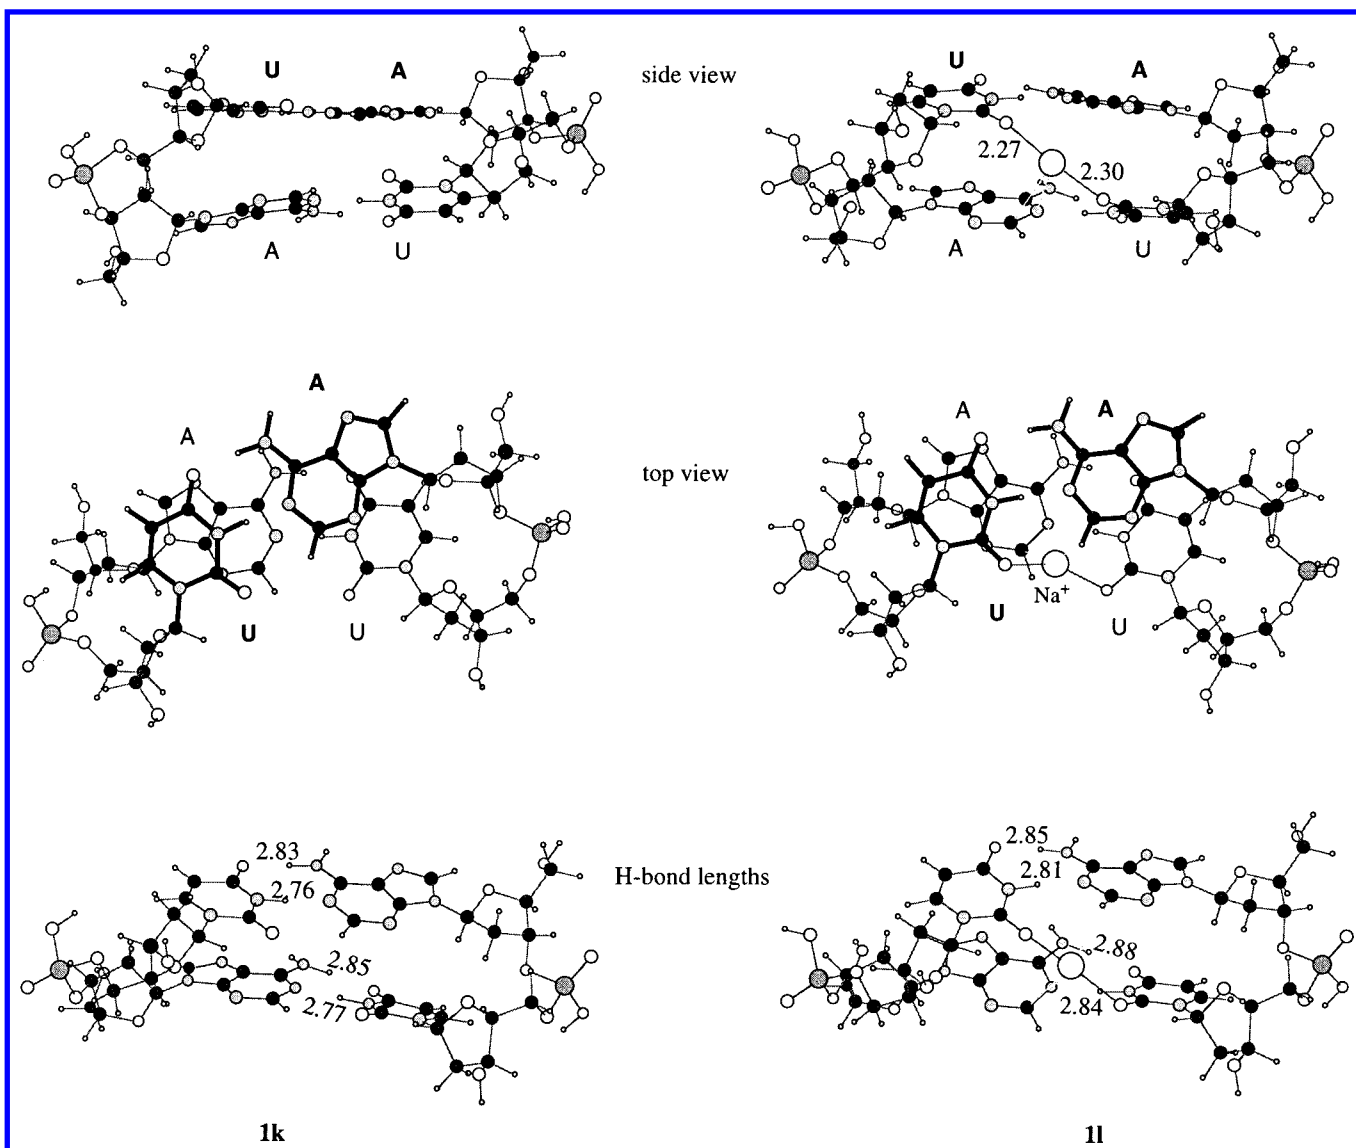 U A side view U A
2.27
2.30
A U A U
A A
A A
top view
Na⁺
U U U U
2.83 2.85
2.76 H-bond lengths 2.81
2.85 2.88
2.77 2.84
1k 1l